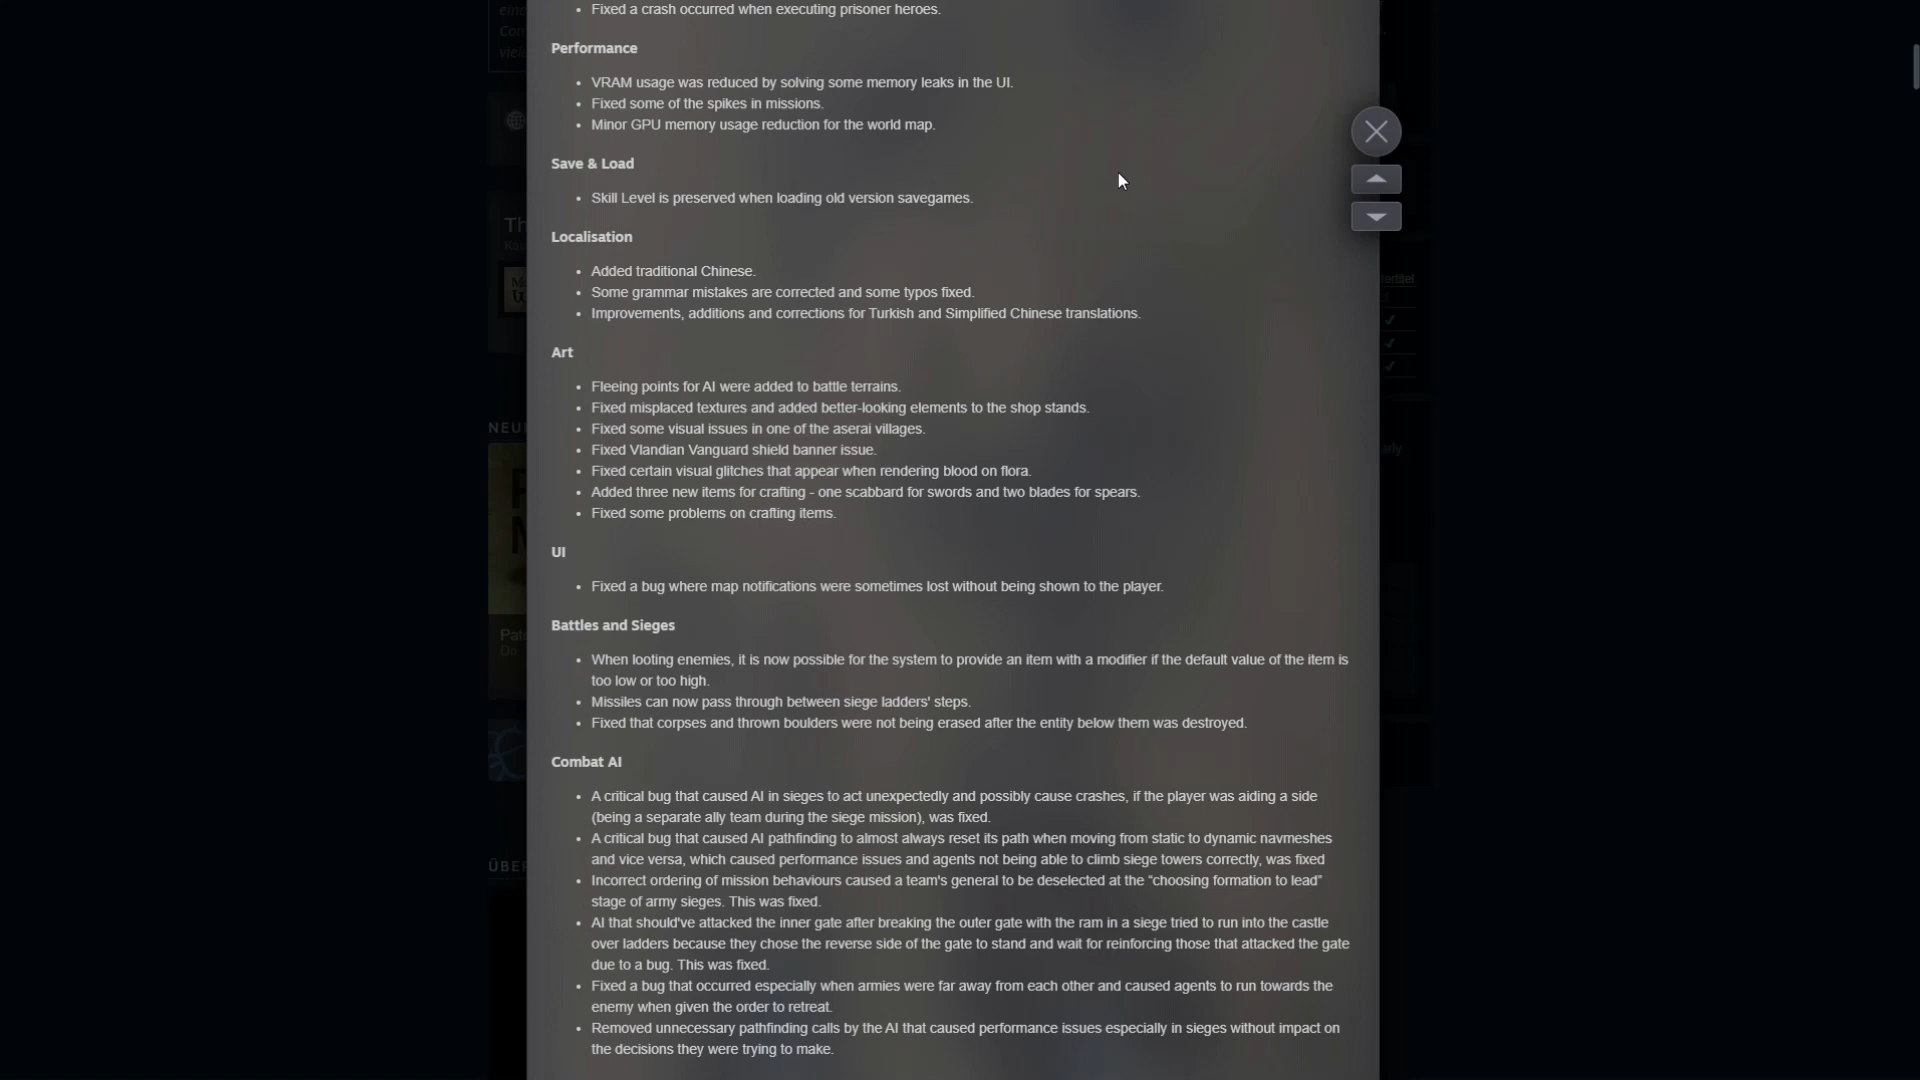 eine
Com
viele
Fixed a crash occurred when executing prisoner heroes.
Performance
VRAM usage was reduced by solving some memory leaks in the UI.
Fixed some of the spikes in missions.
Minor GPU memory usage reduction for the world map.
Save & Load
Skill Level is preserved when loading old version savegames.
Th
Localisation
Added traditional Chinese.
Some grammar mistakes are corrected and some typos fixed.
Improvements, additions and corrections for Turkish and Simplified Chinese translations.
Art
Fleeing points for AI were added to battle terrains.
Fixed misplaced textures and added better-looking elements to the shop stands.
NEUI
Fixed some visual issues in one of the aserai villages.
Fixed Vlandian Vanguard shield banner issue.
Fixed certain visual glitches that appear when rendering blood on flora.
Added three new items for crafting - one scabbard for swords and two blades for spears.
Fixed some problems on crafting items.
UI
Fixed a bug where map notifications were sometimes lost without being shown to the player.
Battles and Sieges
Patc
Do
When looting enemies, it is now possible for the system to provide an item with a modifier if the default value of the item is
too low or too high.
Missiles can now pass through between siege ladders' steps.
Fixed that corpses and thrown boulders were not being erased after the entity below them was destroyed.
Combat AI
A critical bug that caused AI in sieges to act unexpectedly and possibly cause crashes, if the player was aiding a side
(being a separate ally team during the siege mission), was fixed.
A critical bug that caused AI pathfinding to almost always reset its path when moving from static to dynamic navmeshes
and vice versa, which caused performance issues and agents not being able to climb siege towers correctly, was fixed
ÜBER
Incorrect ordering of mission behaviours caused a team's general to be deselected at the “choosing formation to lead”
stage of army sieges. This was fixed.
AI that should've attacked the inner gate after breaking the outer gate with the ram in a siege tried to run into the castle
over ladders because they chose the reverse side of the gate to stand and wait for reinforcing those that attacked the gate
due to a bug. This was fixed.
Fixed a bug that occurred especially when armies were far away from each other and caused agents to run towards the
enemy when given the order to retreat.
Removed unnecessary pathfinding calls by the AI that caused performance issues especially in sieges without impact on
the decisions they were trying to make.